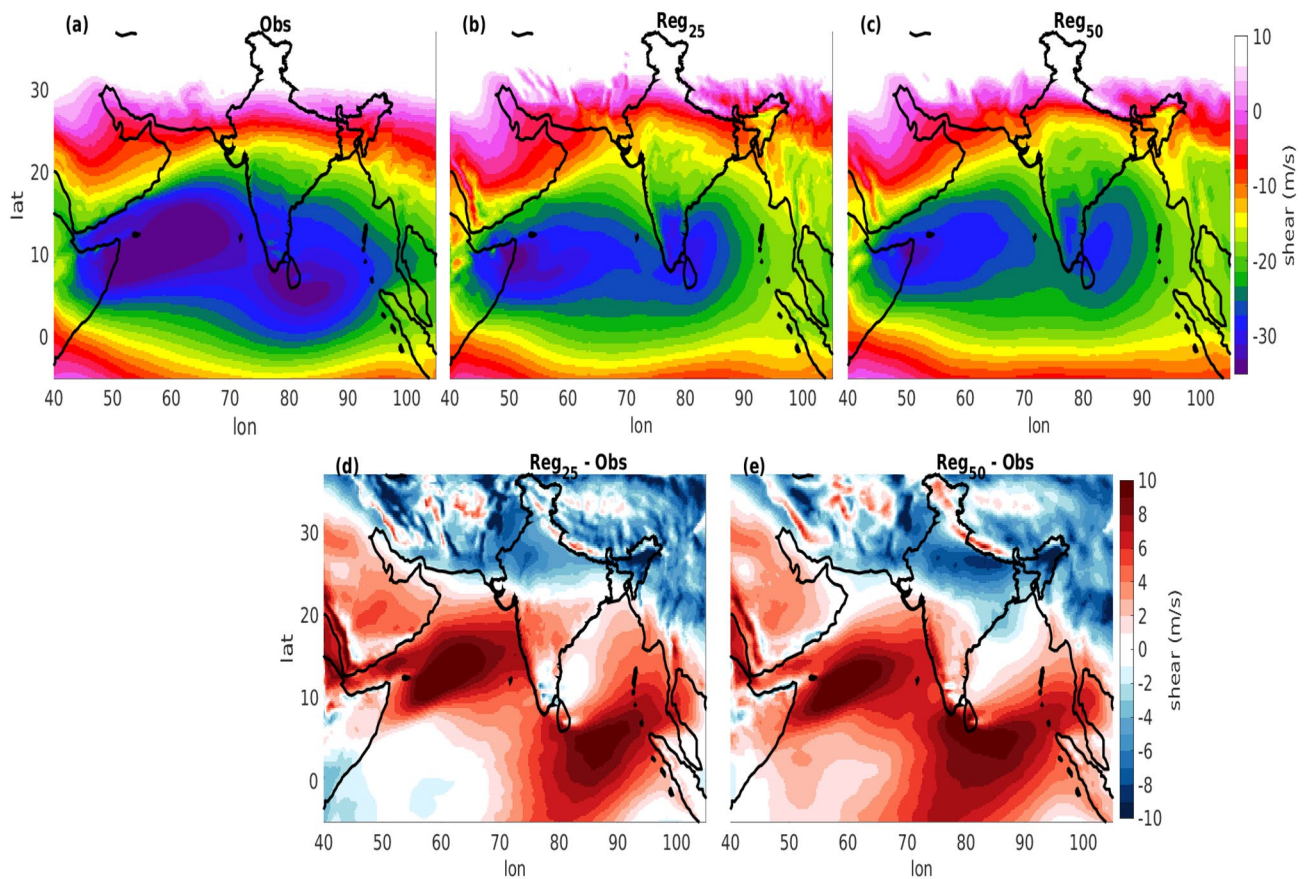 (a) Obs (b) Reg25 (c) Reg50
10
0
-10
-20
-30
shear (m/s)
30
20
10
0
lat
40 50 60 70 80 90 100 40 50 60 70 80 90 100 40 50 60 70 80 90 100
lon lon lon
(d) Reg25 - Obs (e) Reg50 - Obs
10
8
6
4
2
0
-2
-4
-6
-8
-10
shear (m/s)
30
20
10
0
lat
40 50 60 70 80 90 100 40 50 60 70 80 90 100
lon lon